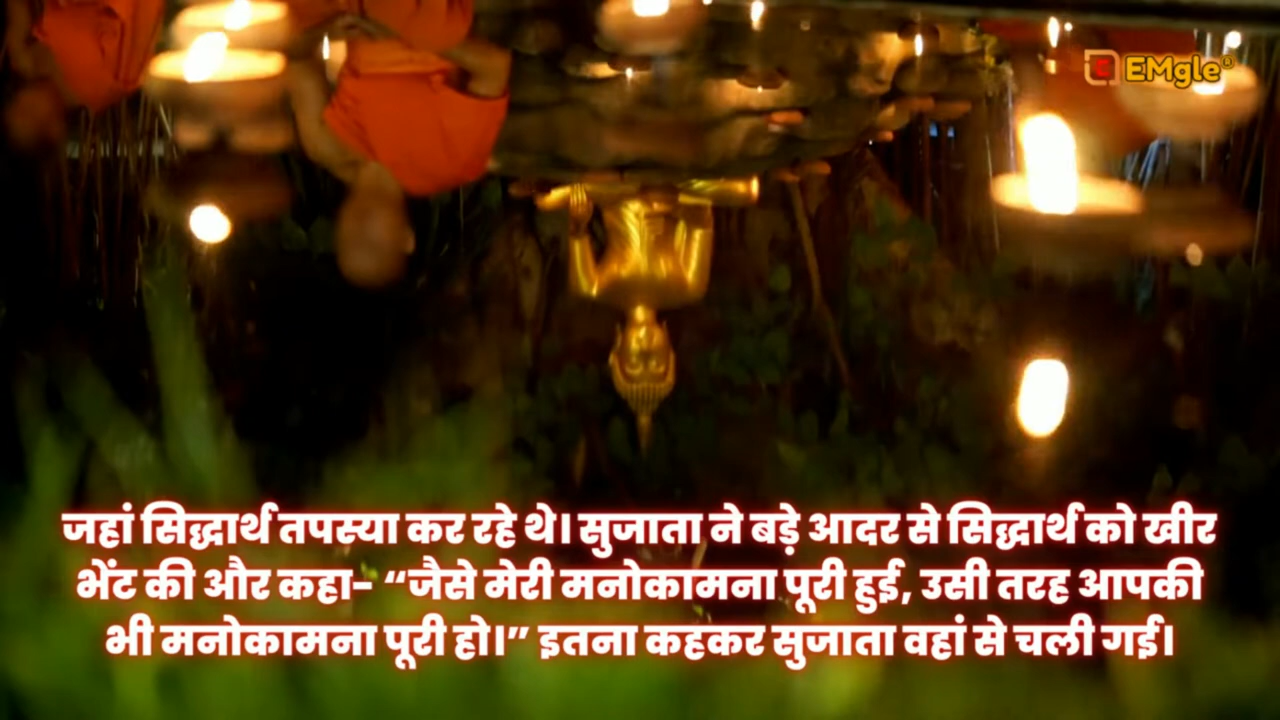 EMgle®
जहां सिद्धार्थ तपस्या कर रहे थे। सुजाता ने बड़े आदर से सिद्धार्थ को खीर
भेंट की और कहा- “जैसे मेरी मनोकामना पूरी हुई, उसी तरह आपकी
भी मनोकामना पूरी हो।” इतना कहकर सुजाता वहां से चली गई।